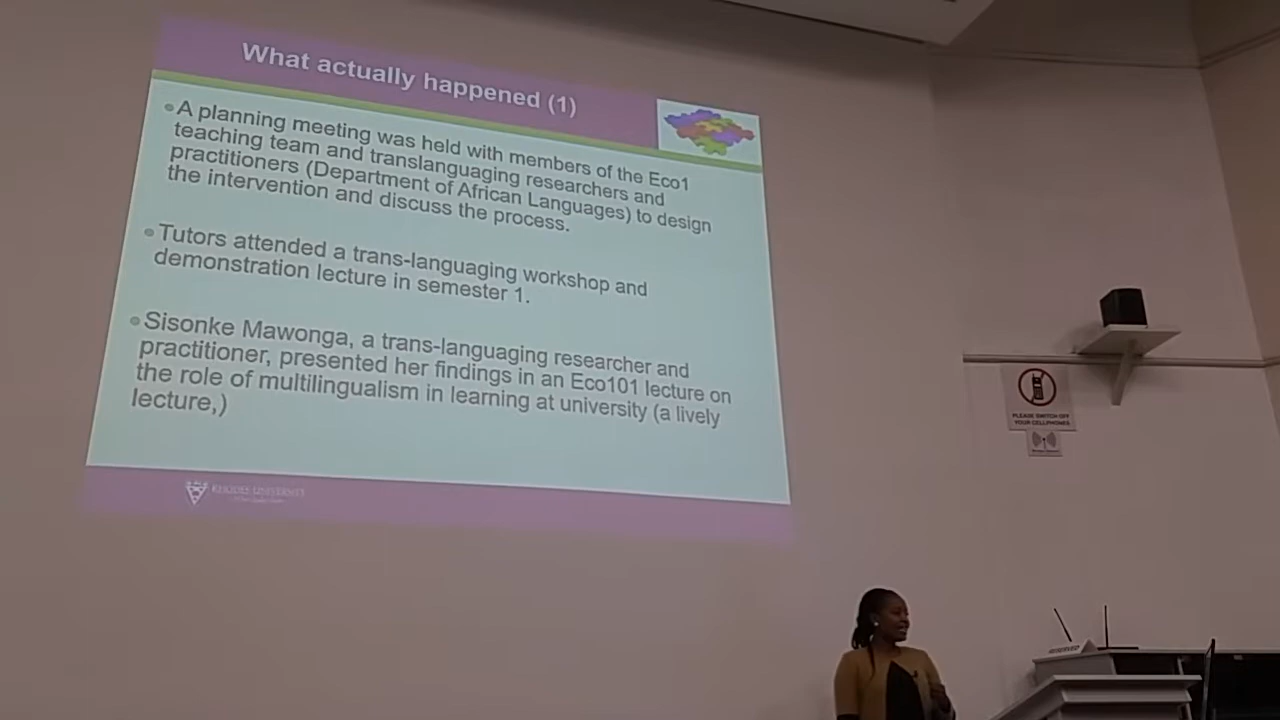 What actually happened (1)
A planning meeting was held with members of the Eco1
teaching team and translanguaging researchers and
practitioners (Department of African Languages) to design
the intervention and discuss the process.
Tutors attended a trans-languaging workshop and
demonstration lecture in semester 1.
Sisonke Mawonga, a trans-languaging researcher and
practitioner, presented her findings in an Eco101 lecture on
the role of multilingualism in learning at university (a lively
lecture,)
RHODES UNIVERSITY
PLEASE SWITCH OFF
YOUR CELLPHONES
RESERVED